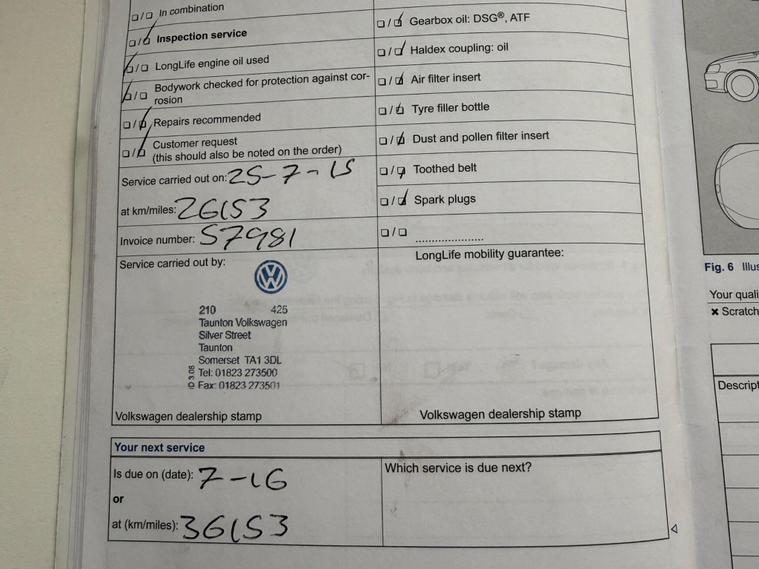 □/□ In combination
□/□ Inspection service
□/□ LongLife engine oil used
□/□ Bodywork checked for protection against cor-
rosion
□/□ Repairs recommended
□/□ Customer request
(this should also be noted on the order)
Service carried out on: 25-7-15
at km/miles: 26153
Invoice number: 57981
Service carried out by:
210 425
Taunton Volkswagen
Silver Street
Taunton
Somerset TA1 3DL
Tel: 01823 273500
Fax: 01823 273501
© 3.08
Volkswagen dealership stamp
□/□ Gearbox oil: DSG®, ATF
□/□ Haldex coupling: oil
□/□ Air filter insert
□/□ Tyre filler bottle
□/□ Dust and pollen filter insert
□/□ Toothed belt
□/□ Spark plugs
□/□ ......................
LongLife mobility guarantee:
Volkswagen dealership stamp
Your next service
Is due on (date): 7-16
or
at (km/miles): 36153
Which service is due next?
Fig. 6 Illus
Your quali
× Scratch
Descript